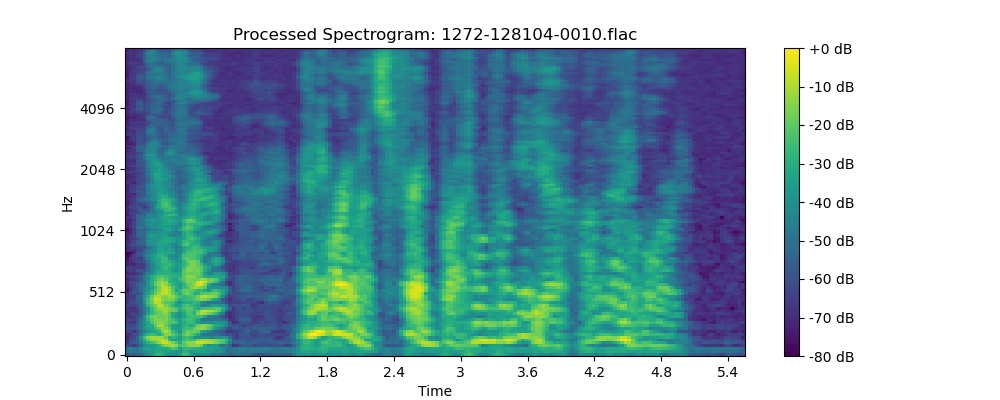 Processed Spectrogram: 1272-128104-0010.flac
Hz
4096
2048
1024
512
0
0 0.6 1.2 1.8 2.4 3 3.6 4.2 4.8 5.4
Time
+0 dB
-10 dB
-20 dB
-30 dB
-40 dB
-50 dB
-60 dB
-70 dB
-80 dB